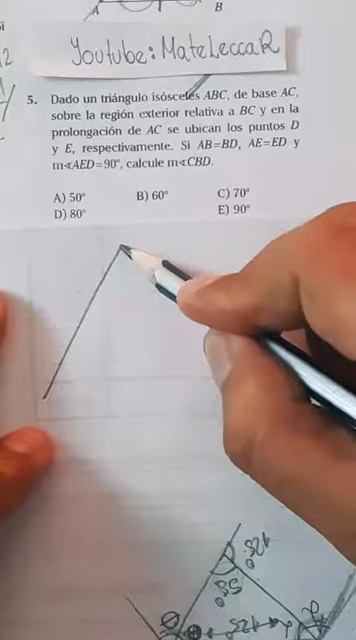 A
B
Youtube: MateLeccaR
5. Dado un triángulo isósceles ABC, de base AC,
sobre la región exterior relativa a BC y en la
prolongación de AC se ubican los puntos D
y E, respectivamente. Si AB=BD, AE=ED y
m∢AED=90°, calcule m∢CBD.
A) 50° B) 60° C) 70°
D) 80° E) 90°